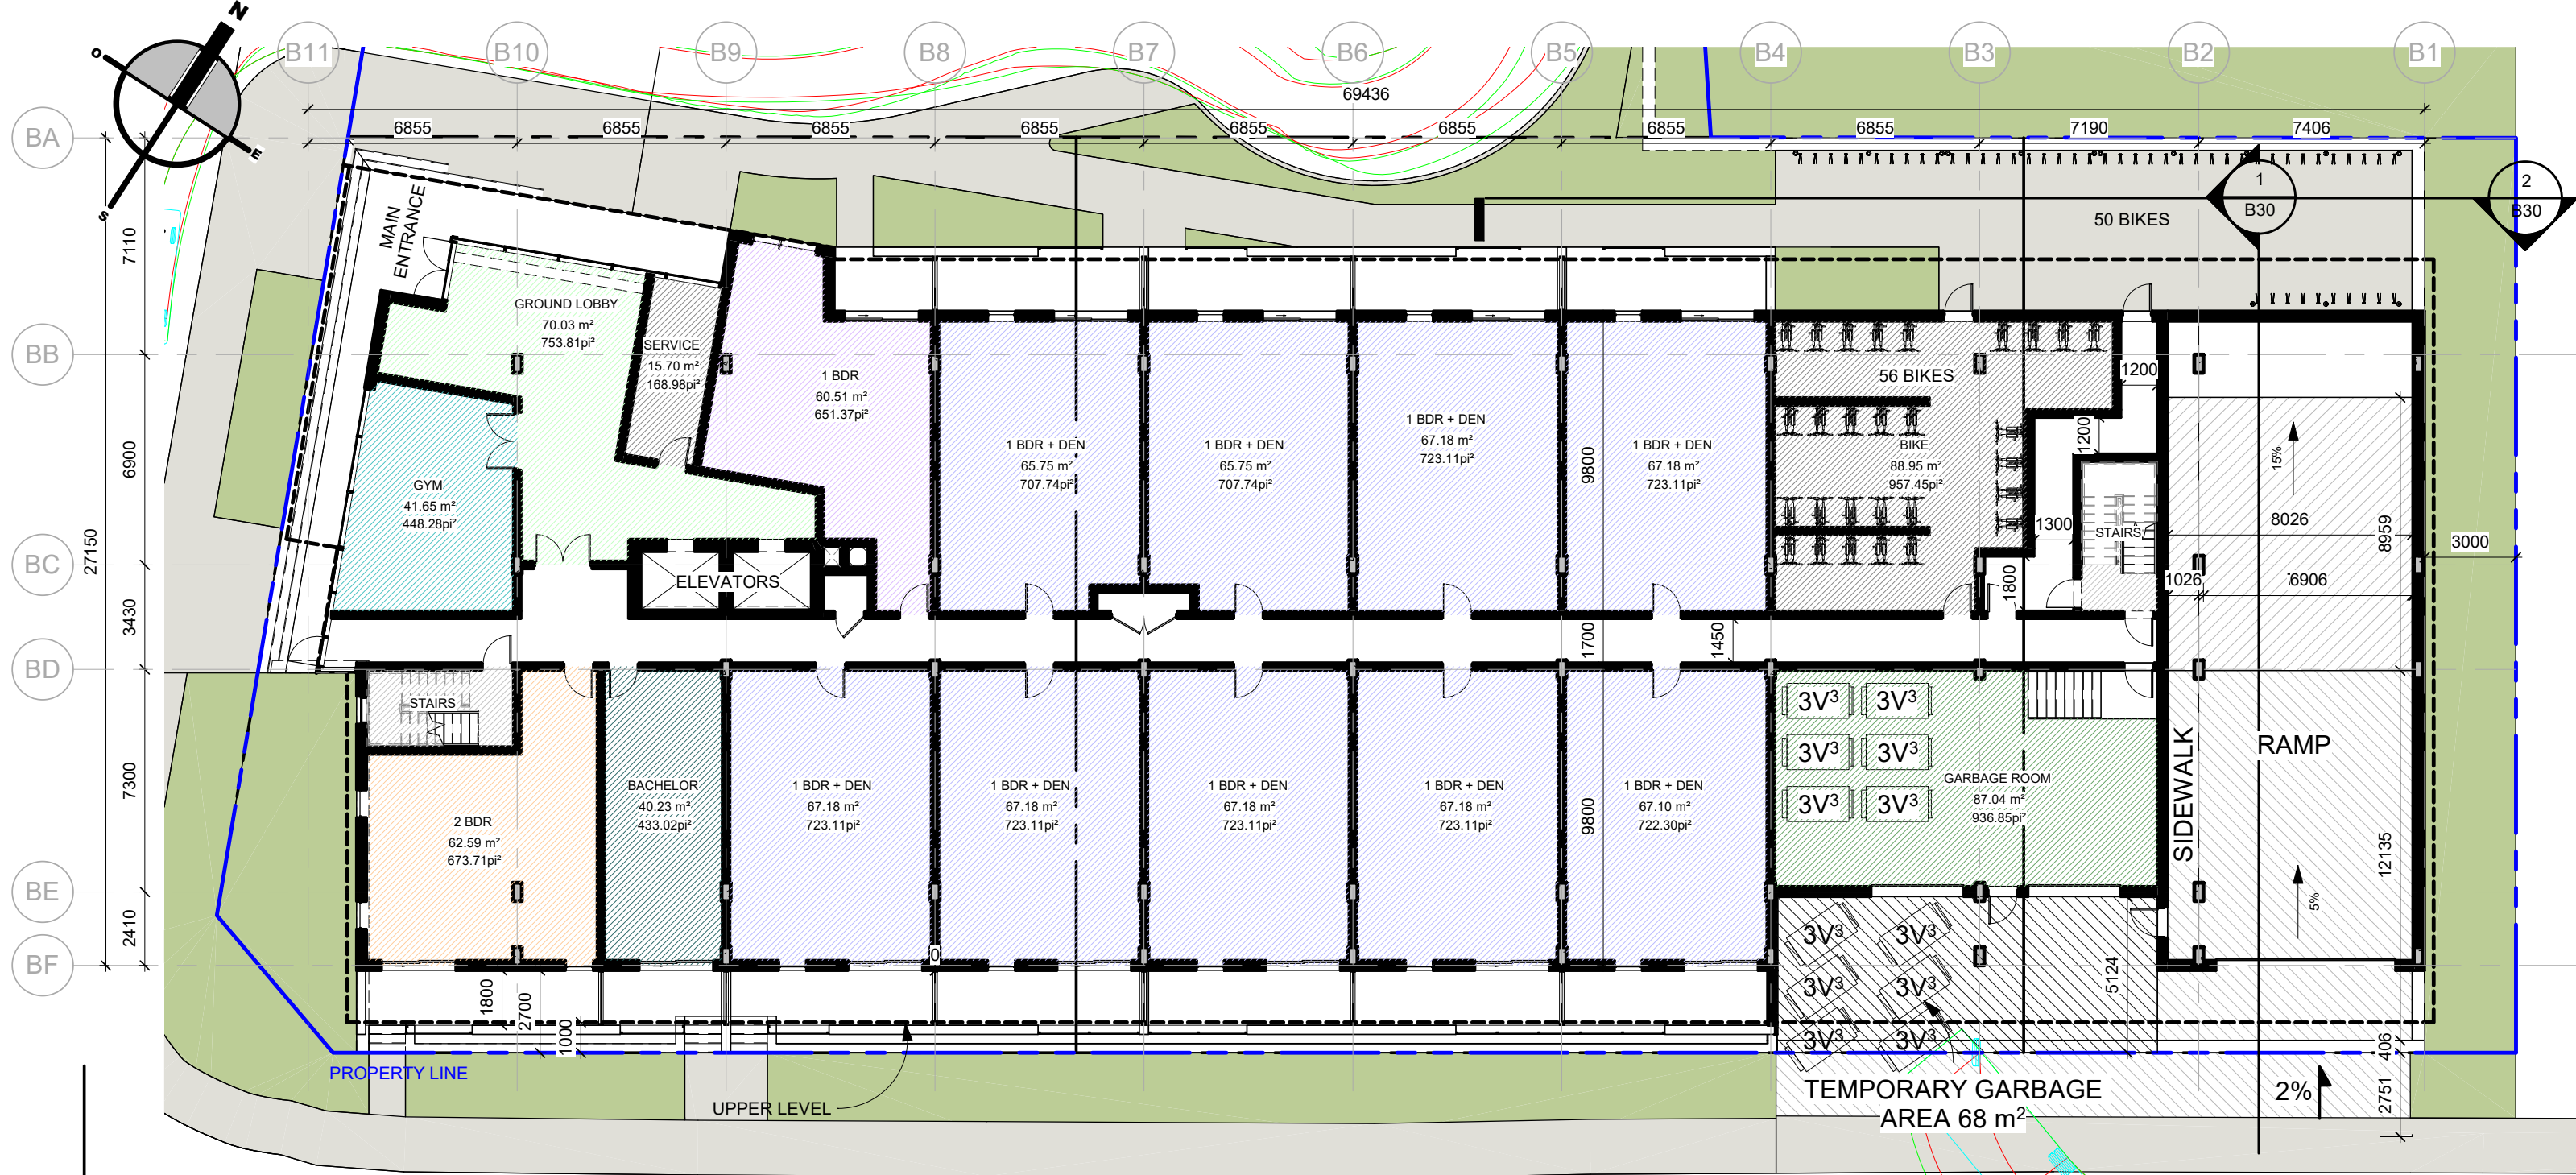 N
O
E
S
B11
B10
B9
B8
B7
B6
B5
B4
B3
B2
B1
69436
6855
6855
6855
6855
6855
6855
6855
6855
7190
7406
BA
BB
BC
BD
BE
BF
27150
7110
6900
3430
7300
2410
1
B30
2
B30
50 BIKES
MAIN
ENTRANCE
GROUND LOBBY
70.03 m²
753.81pi²
SERVICE
15.70 m²
168.98pi²
1 BDR
60.51 m²
651.37pi²
GYM
41.65 m²
448.28pi²
ELEVATORS
1 BDR + DEN
65.75 m²
707.74pi²
1 BDR + DEN
65.75 m²
707.74pi²
1 BDR + DEN
67.18 m²
723.11pi²
1 BDR + DEN
67.18 m²
723.11pi²
9800
56 BIKES
BIKE
88.95 m²
957.45pi²
1200
1200
1300
1800
STAIRS
15%
8026
8959
3000
1026
6906
1700
1450
STAIRS
2 BDR
62.59 m²
673.71pi²
BACHELOR
40.23 m²
433.02pi²
1 BDR + DEN
67.18 m²
723.11pi²
1 BDR + DEN
67.18 m²
723.11pi²
1 BDR + DEN
67.18 m²
723.11pi²
1 BDR + DEN
67.18 m²
723.11pi²
1 BDR + DEN
67.10 m²
722.30pi²
9800
0
3V³ 3V³
3V³ 3V³
3V³ 3V³
GARBAGE ROOM
87.04 m²
936.85pi²
SIDEWALK
RAMP
12135
5%
3V³ 3V³
3V³ 3V³
3V³ 3V³
5124
1800
2700
1000
406
2751
PROPERTY LINE
UPPER LEVEL
TEMPORARY GARBAGE
AREA 68 m²
2%